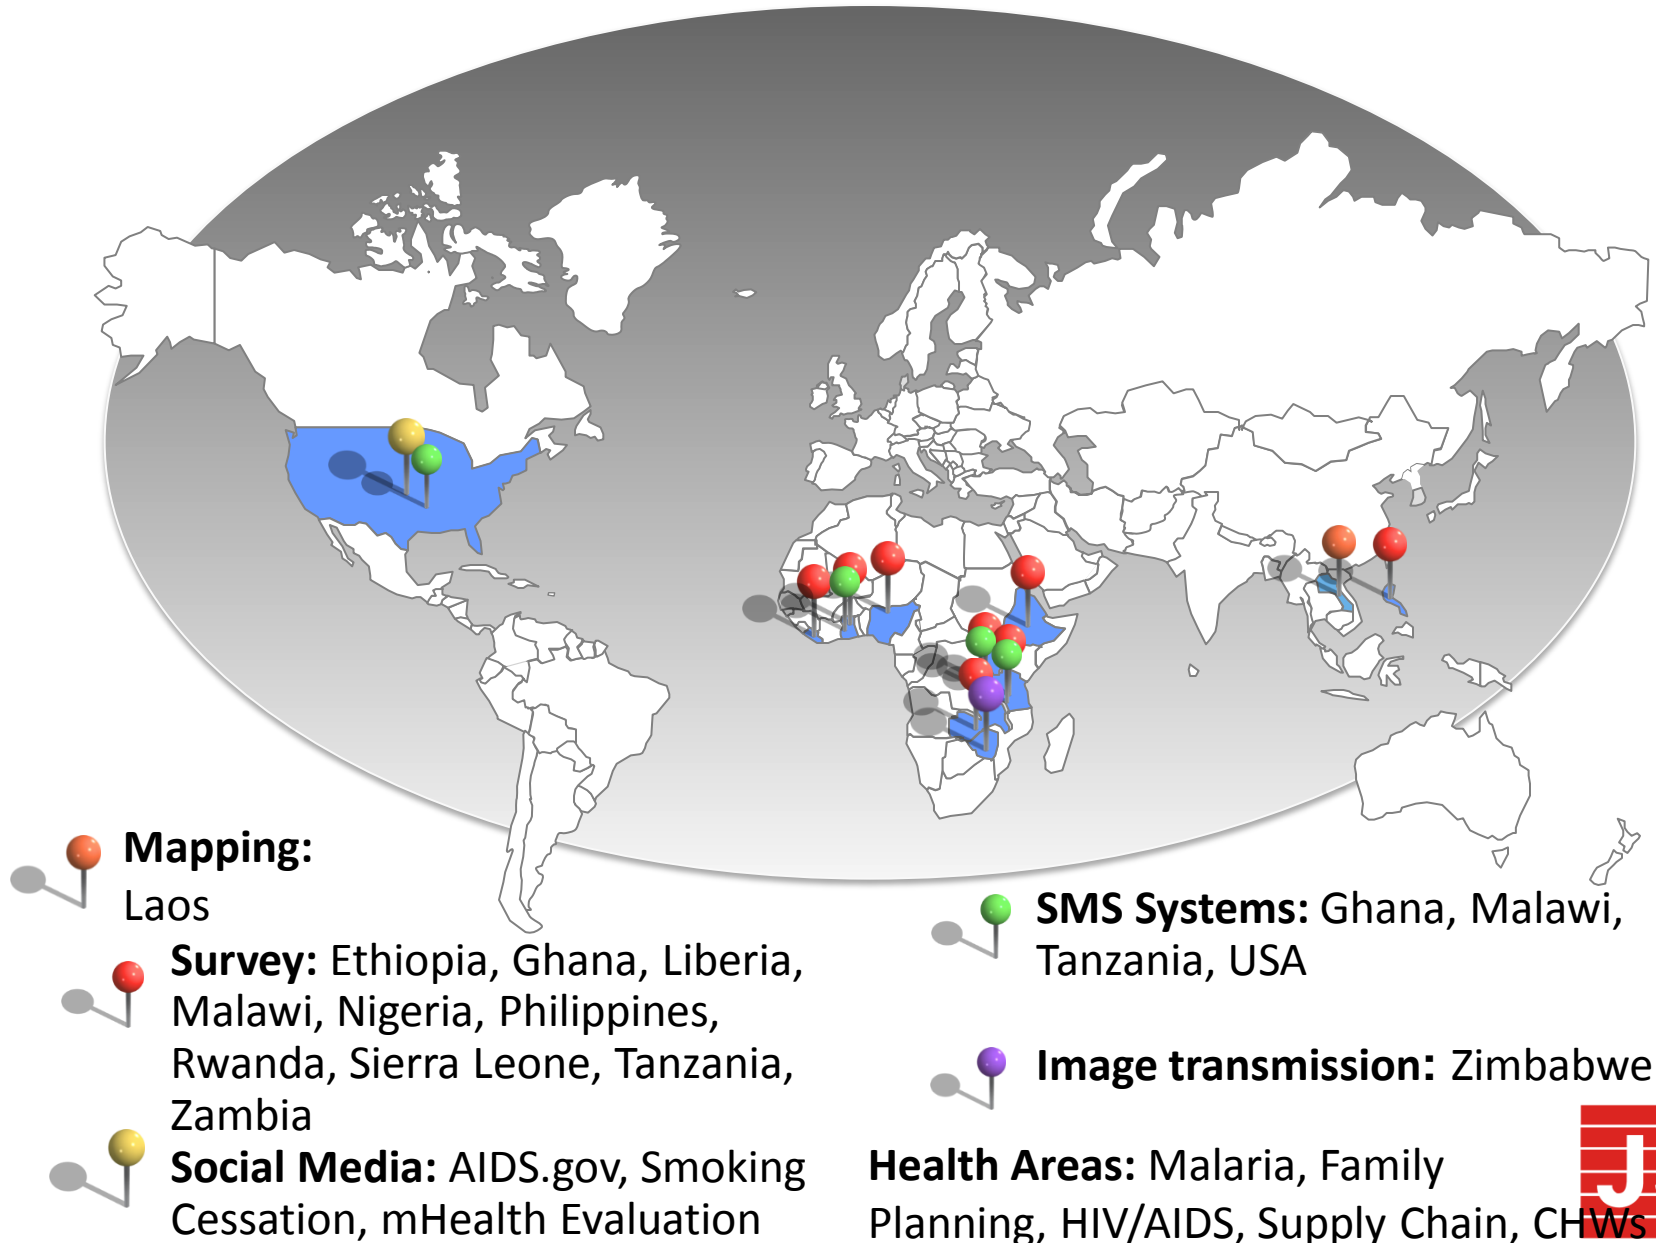 Mapping:
Laos
Survey: Ethiopia, Ghana, Liberia,
Malawi, Nigeria, Philippines,
Rwanda, Sierra Leone, Tanzania,
Zambia
Social Media: AIDS.gov, Smoking
Cessation, mHealth Evaluation
SMS Systems: Ghana, Malawi,
Tanzania, USA
Image transmission: Zimbabwe
Health Areas: Malaria, Family
Planning, HIV/AIDS, Supply Chain, CHWs
J